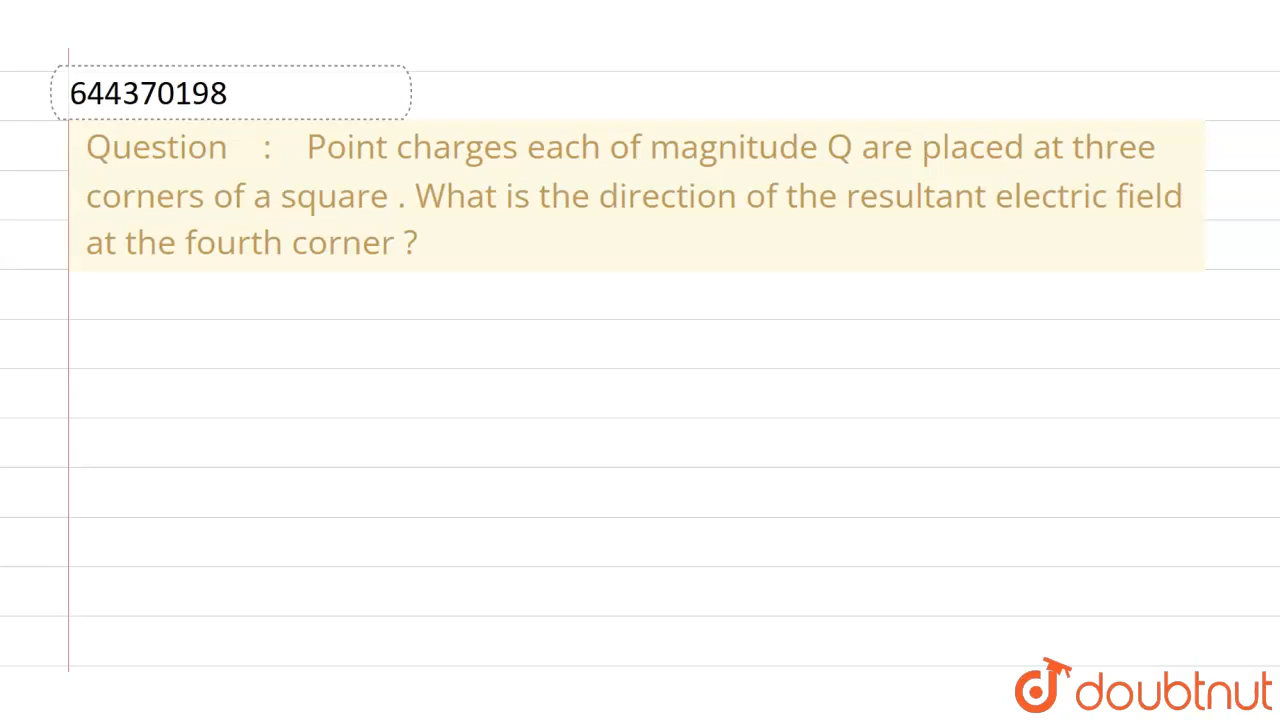 644370198
Question : Point charges each of magnitude Q are placed at three
corners of a square . What is the direction of the resultant electric field
at the fourth corner ?
doubtnut